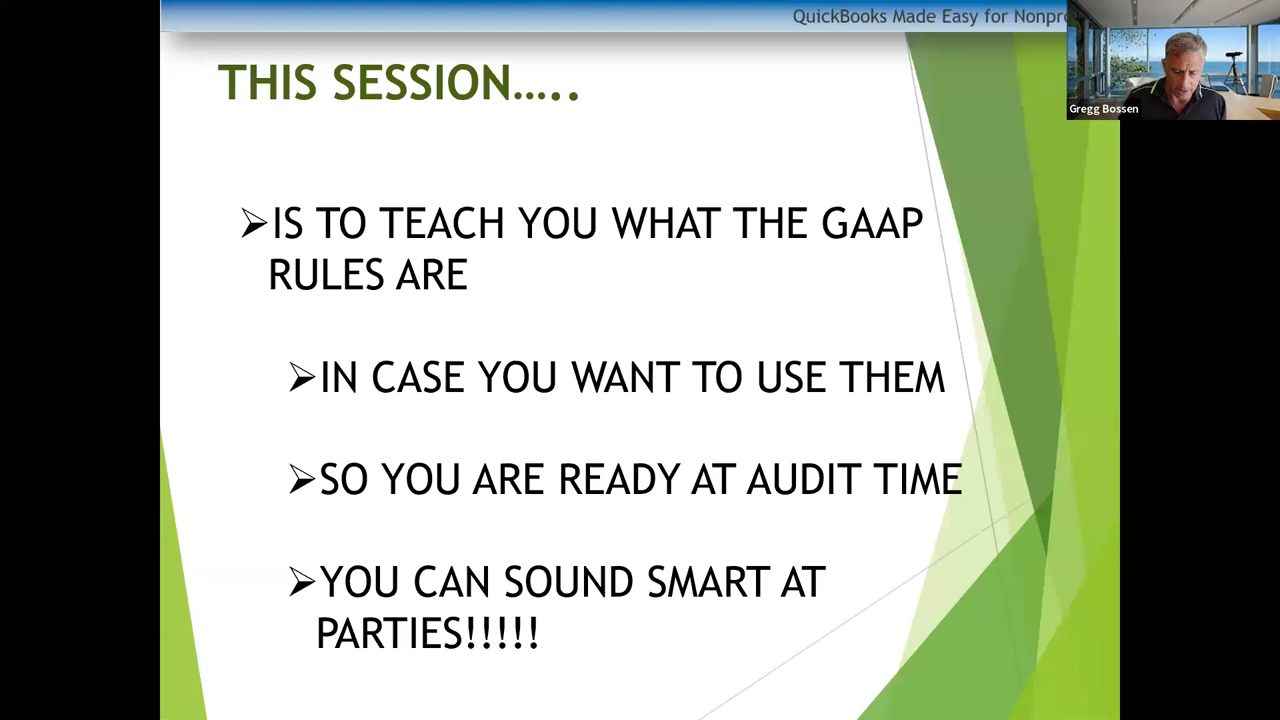 QuickBooks Made Easy for Nonpro
Gregg Bossen
THIS SESSION.....
➢IS TO TEACH YOU WHAT THE GAAP
RULES ARE
➢IN CASE YOU WANT TO USE THEM
➢SO YOU ARE READY AT AUDIT TIME
➢YOU CAN SOUND SMART AT
PARTIES!!!!!